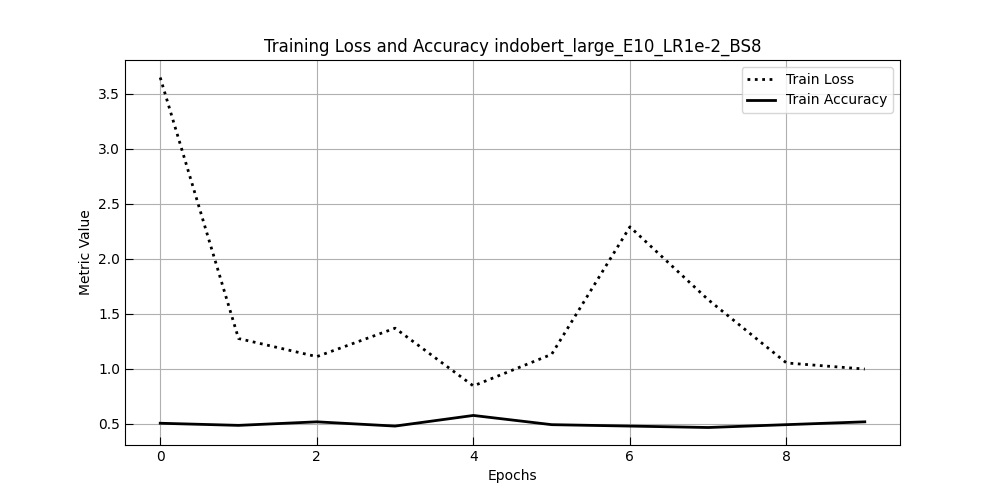 Training Loss and Accuracy indobert_large_E10_LR1e-2_BS8
Train Loss
Train Accuracy
3.5
3.0
2.5
2.0
1.5
1.0
0.5
Metric Value
0 2 4 6 8
Epochs